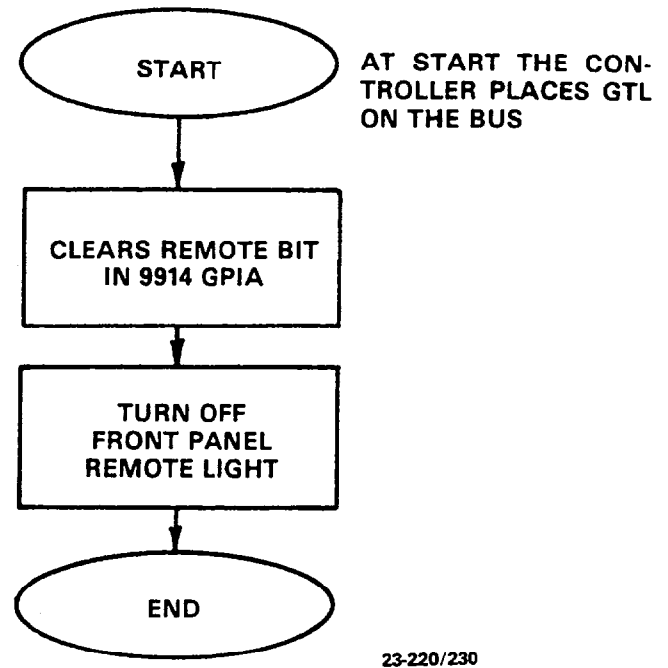 START
AT START THE CON-
TROLLER PLACES GTL
ON THE BUS
CLEARS REMOTE BIT
IN 9914 GPIA
TURN OFF
FRONT PANEL
REMOTE LIGHT
END
23-220/230